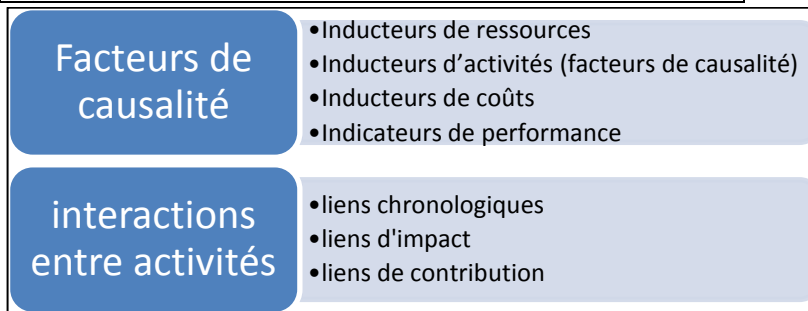 Facteurs de
causalité
•Inducteurs de ressources
•Inducteurs d’activités (facteurs de causalité)
•Inducteurs de coûts
•Indicateurs de performance
interactions
entre activités
•liens chronologiques
•liens d'impact
•liens de contribution